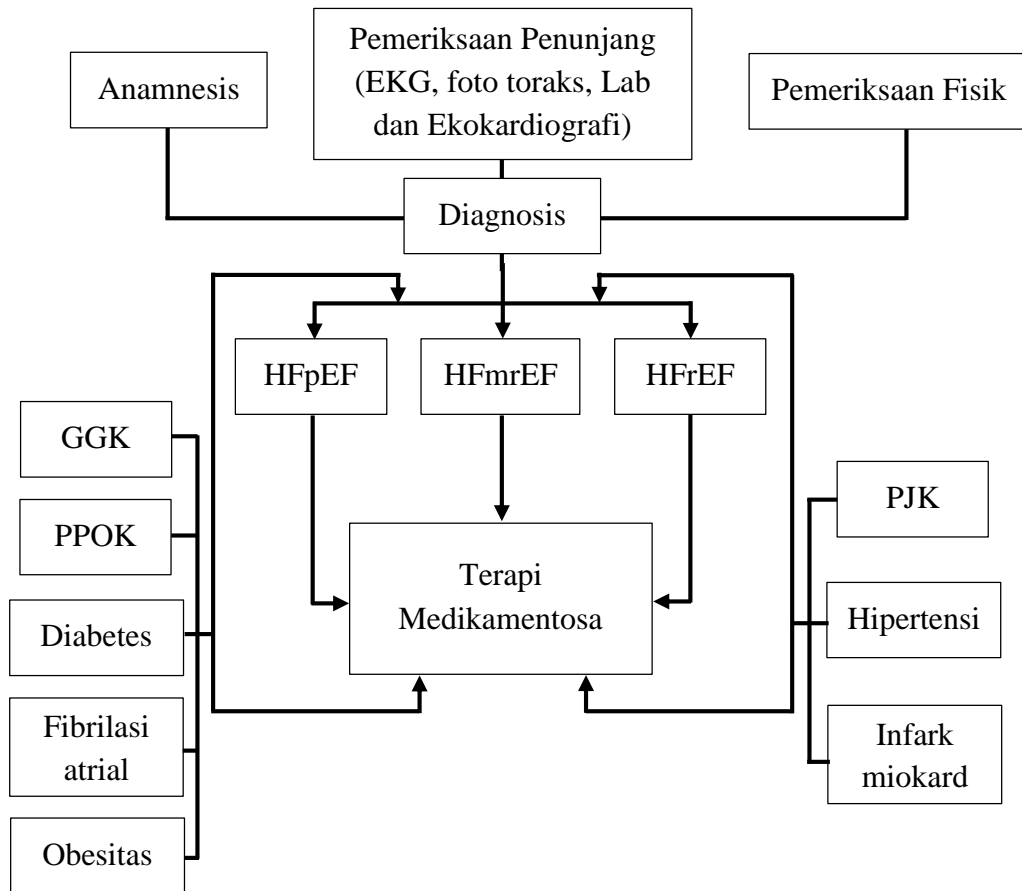 Pemeriksaan Penunjang
(EKG, foto toraks, Lab
dan Ekokardiografi)
Anamnesis
Pemeriksaan Fisik
Diagnosis
HFpEF
HFmrEF
HFrEF
GGK
PPOK
Diabetes
Fibrilasi
atrial
Obesitas
Terapi
Medikamentosa
PJK
Hipertensi
Infark
miokard